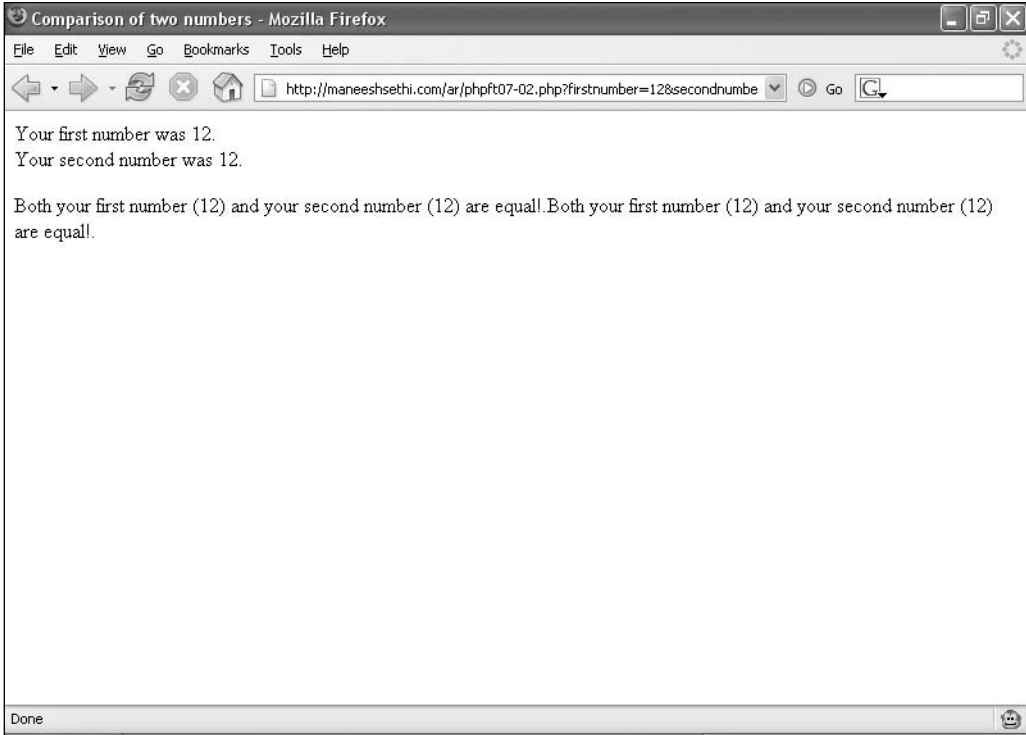 Comparison of two numbers - Mozilla Firefox
File Edit View Go Bookmarks Tools Help
http://maneeshsethi.com/ar/phpft07-02.php?firstnumber=12&secondnumbe Go G
Your first number was 12.
Your second number was 12.
Both your first number (12) and your second number (12) are equal!.Both your first number (12) and your second number (12)
are equal!.
Done